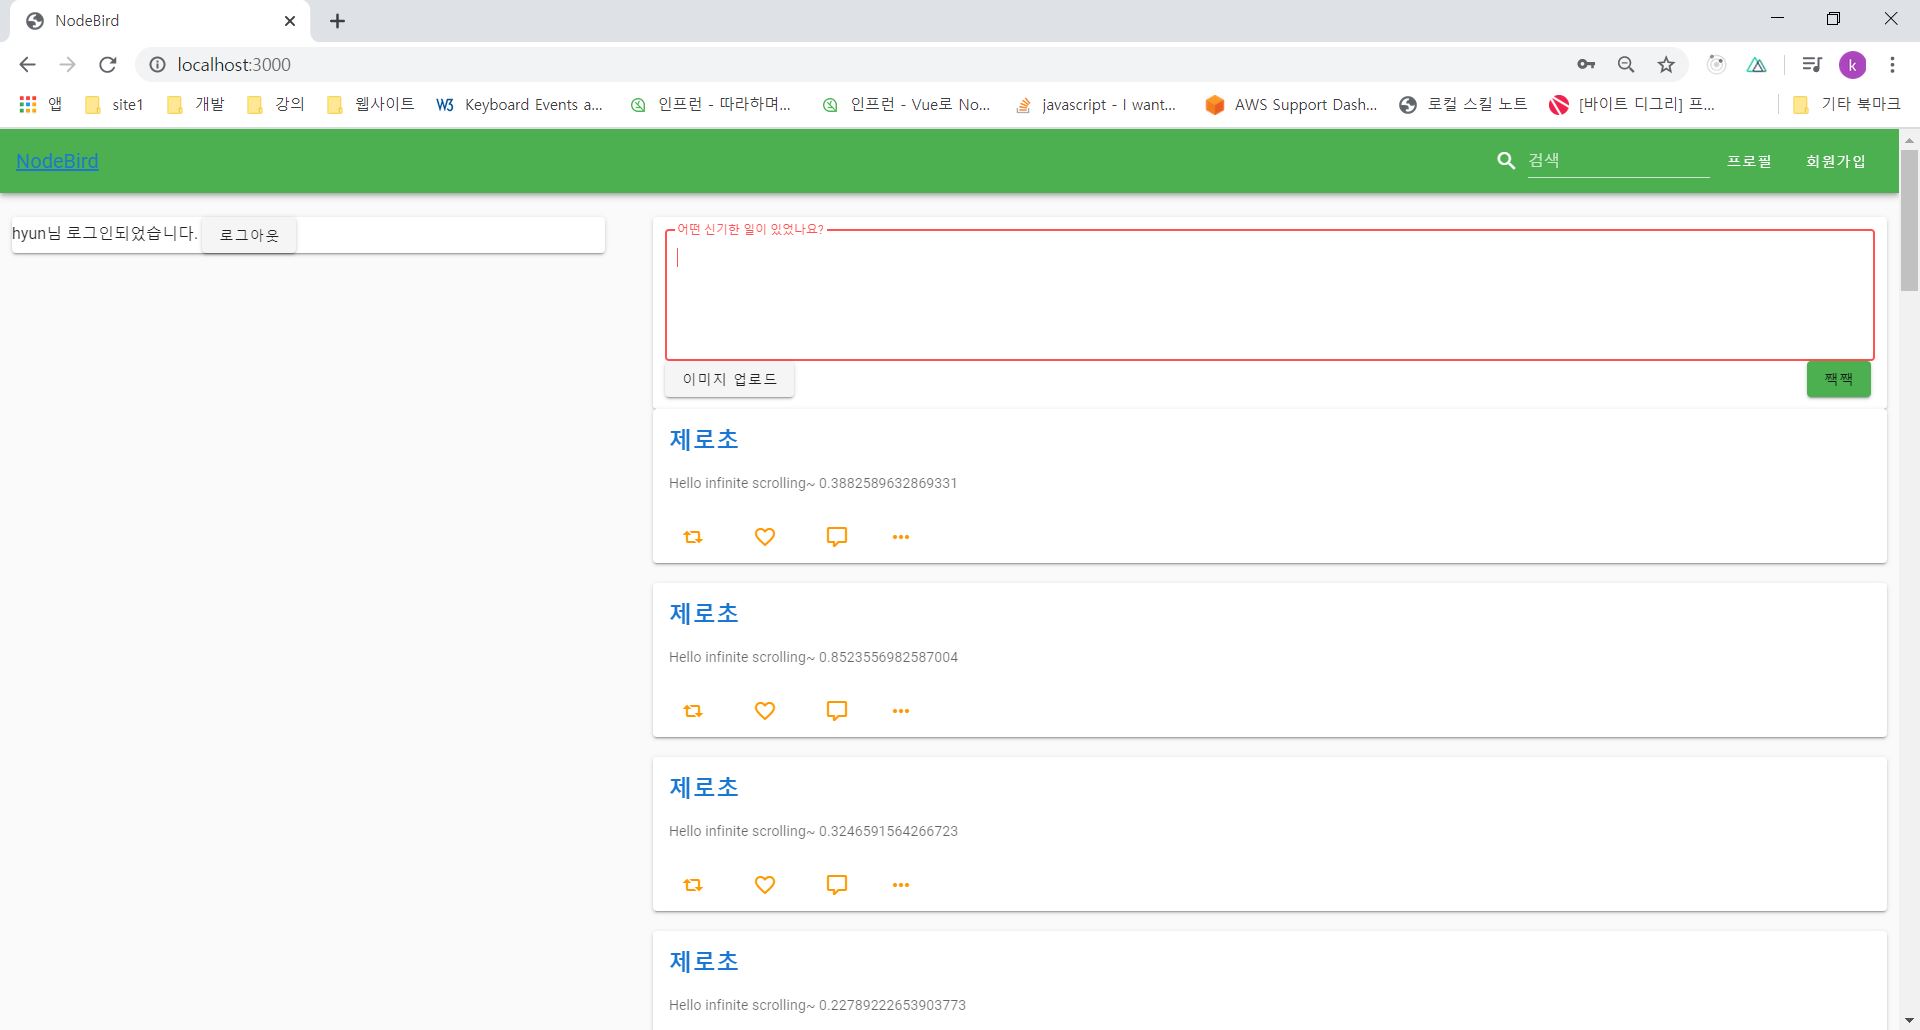 NodeBird
localhost:3000
k
앱 site1 개발 강의 웹사이트 W3 Keyboard Events a... 인프런 - 따라하며... 인프런 - Vue로 No... javascript - I want... AWS Support Dash... 로컬 스킬 노트 [바이트 디그리] 프... 기타 북마크
NodeBird 검색 프로필 회원가입
hyun님 로그인되었습니다. 로그아웃
어떤 신기한 일이 있었나요?
이미지 업로드 짹짹
제로초
Hello infinite scrolling~ 0.3882589632869331
제로초
Hello infinite scrolling~ 0.8523556982587004
제로초
Hello infinite scrolling~ 0.3246591564266723
제로초
Hello infinite scrolling~ 0.22789222653903773